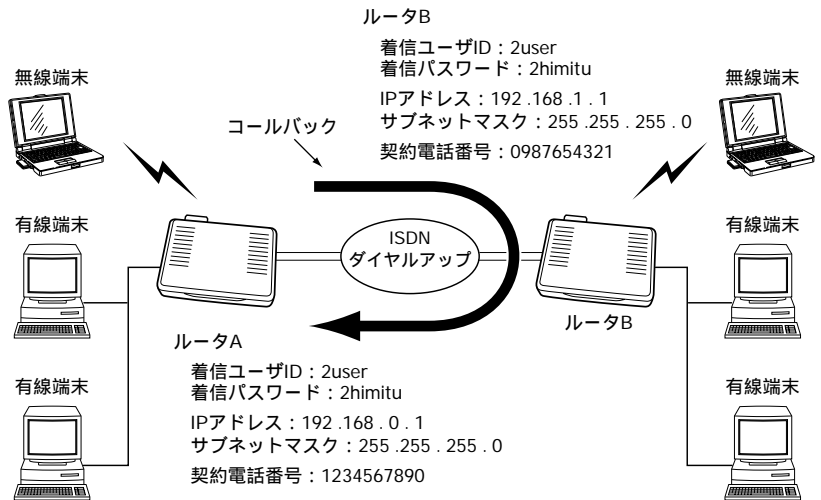 ルータB
着信ユーザID：2user
着信パスワード：2himitu
IPアドレス：192 .168 .1 . 1
サブネットマスク：255 .255 . 255 . 0
契約電話番号：0987654321
無線端末
無線端末
コールバック
有線端末
有線端末
ISDN
ダイヤルアップ
ルータB
ルータA
着信ユーザID：2user
着信パスワード：2himitu
IPアドレス：192 .168 . 0 . 1
サブネットマスク：255 .255 . 255 . 0
契約電話番号：1234567890
有線端末
有線端末